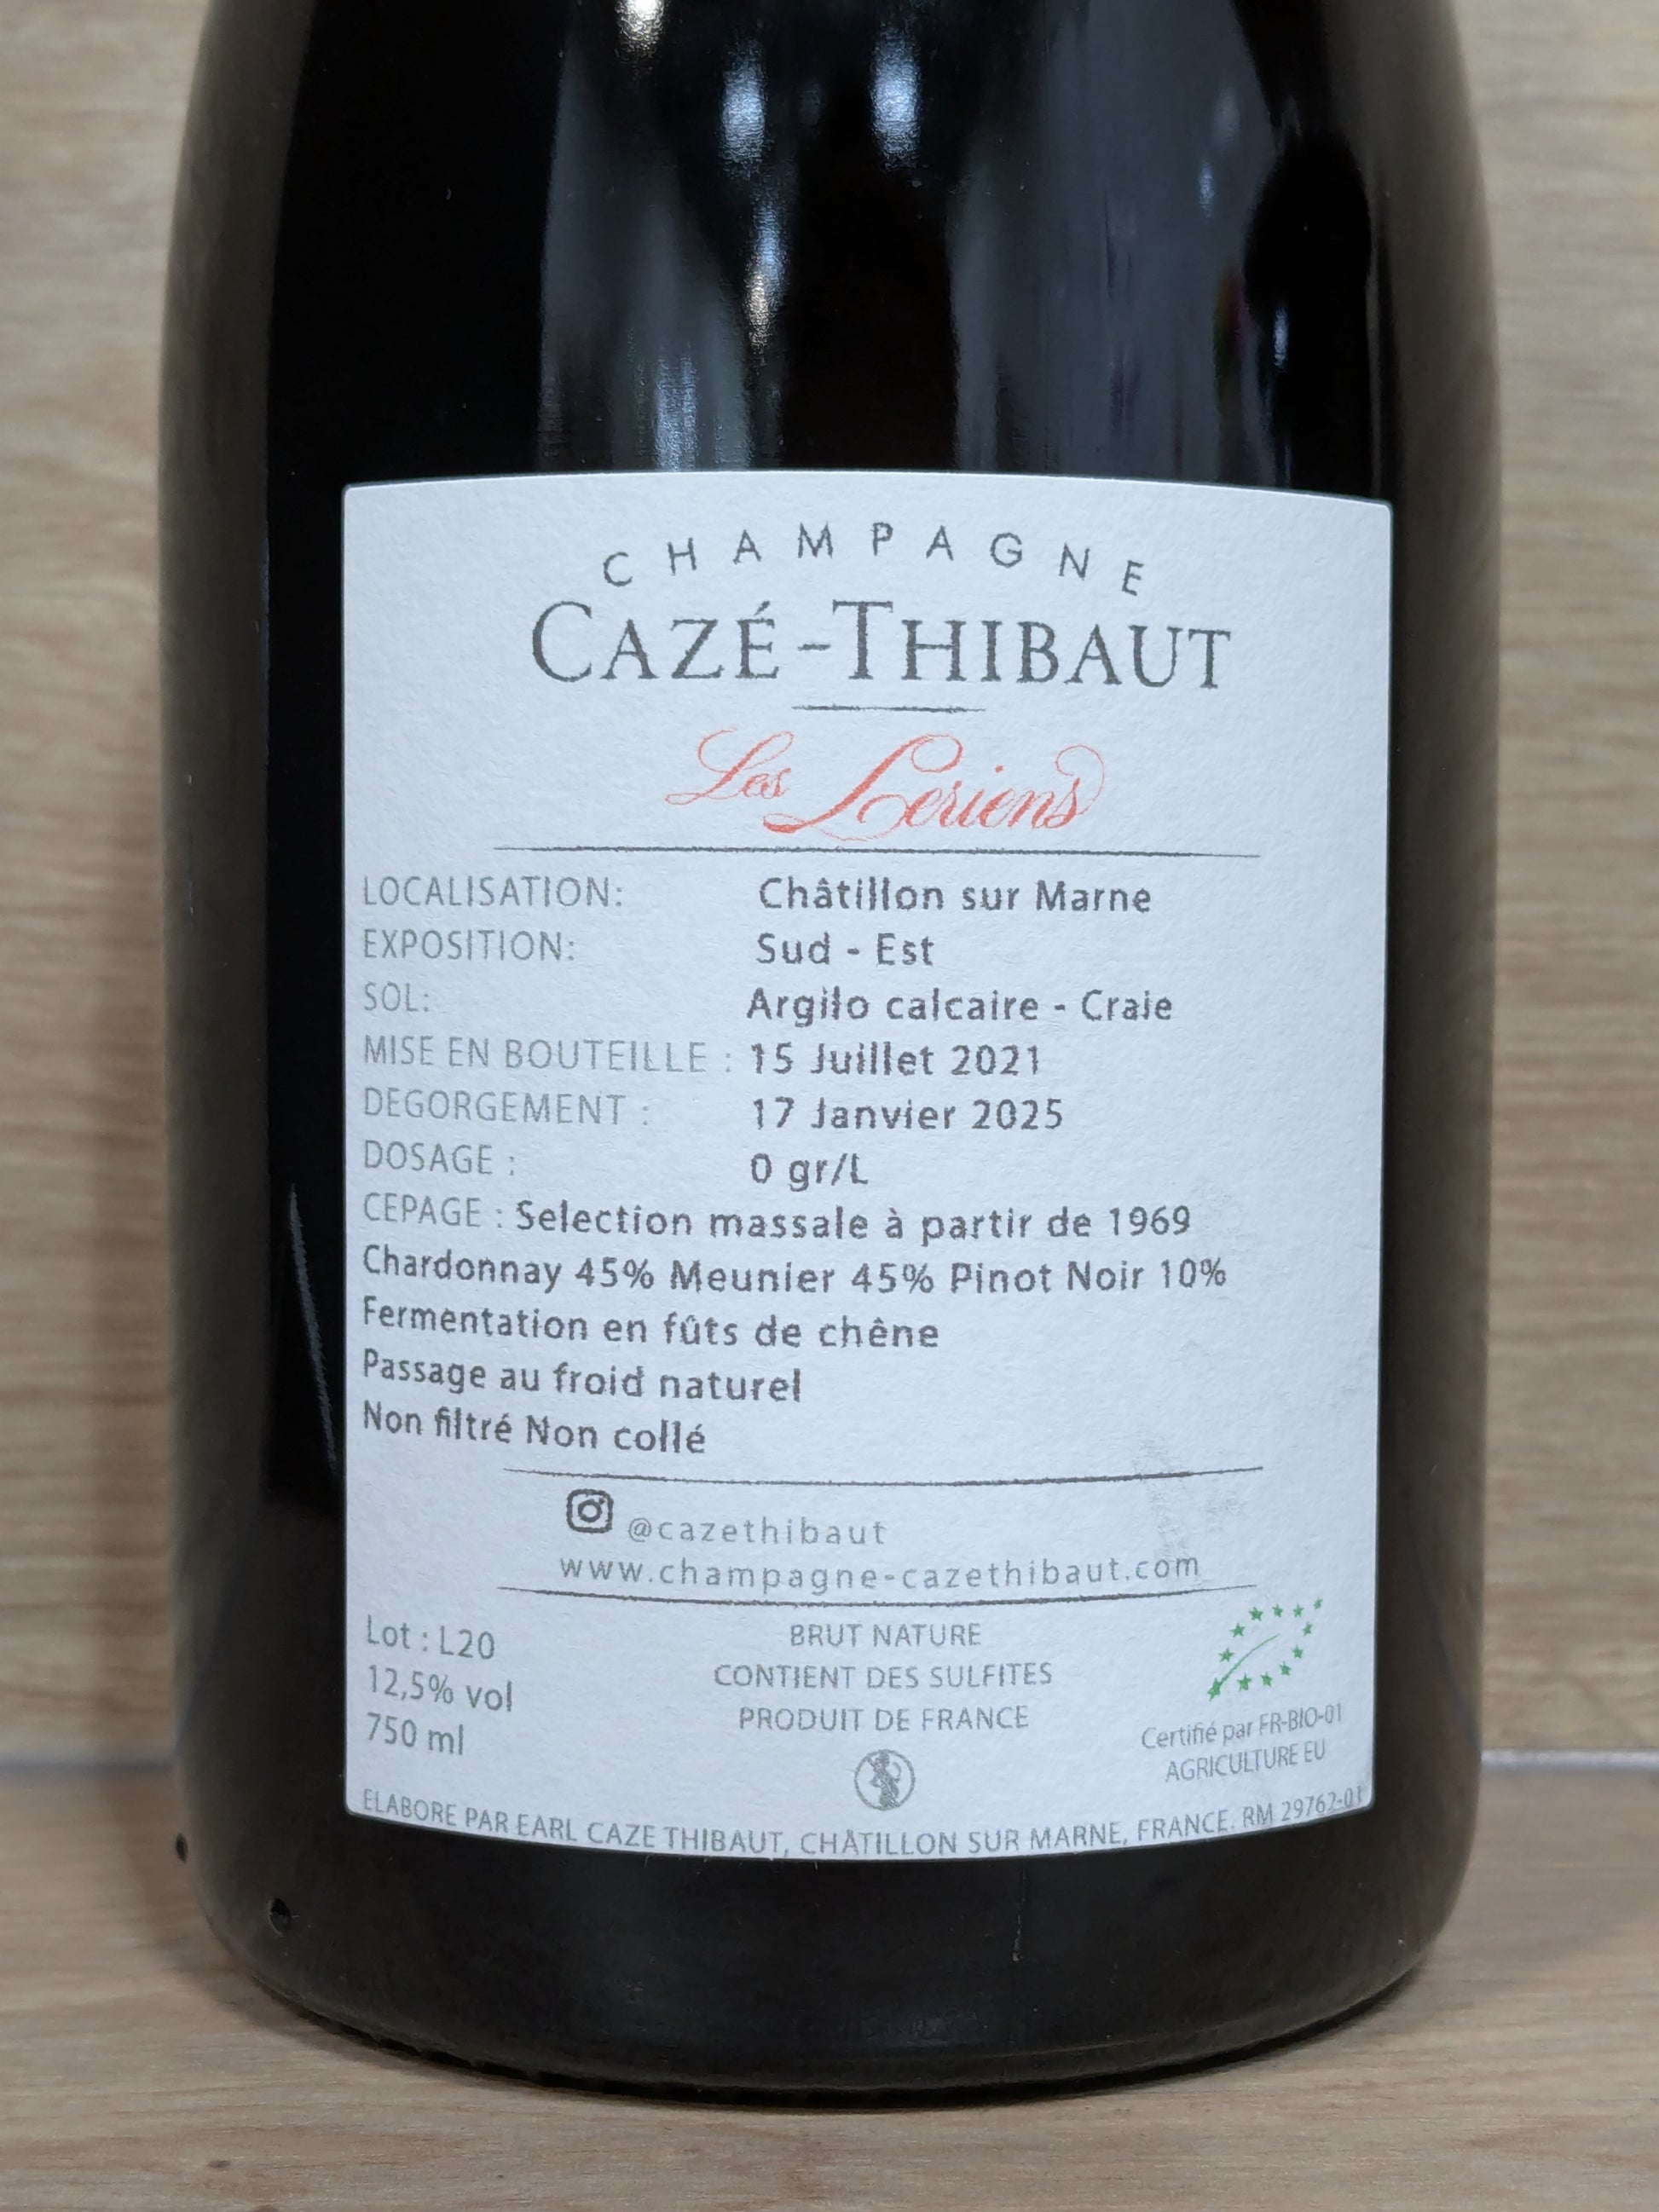 CHAMPAGNE
CAZÉ-THIBAUT
Les Leriens
LOCALISATION: Châtillon sur Marne
EXPOSITION: Sud - Est
SOL: Argilo calcaire - Craie
MISE EN BOUTEILLE : 15 Juillet 2021
DEGORGEMENT : 17 Janvier 2025
DOSAGE : 0 gr/L
CEPAGE : Selection massale à partir de 1969
Chardonnay 45% Meunier 45% Pinot Noir 10%
Fermentation en fûts de chêne
Passage au froid naturel
Non filtré Non collé
@cazethibaut
www.champagne-cazethibaut.com
Lot : L20
12,5% vol
750 ml
BRUT NATURE
CONTIENT DES SULFITES
PRODUIT DE FRANCE
Certifié par FR-BIO-01
AGRICULTURE EU
ELABORE PAR EARL CAZE THIBAUT, CHÂTILLON SUR MARNE, FRANCE. RM 29762-01